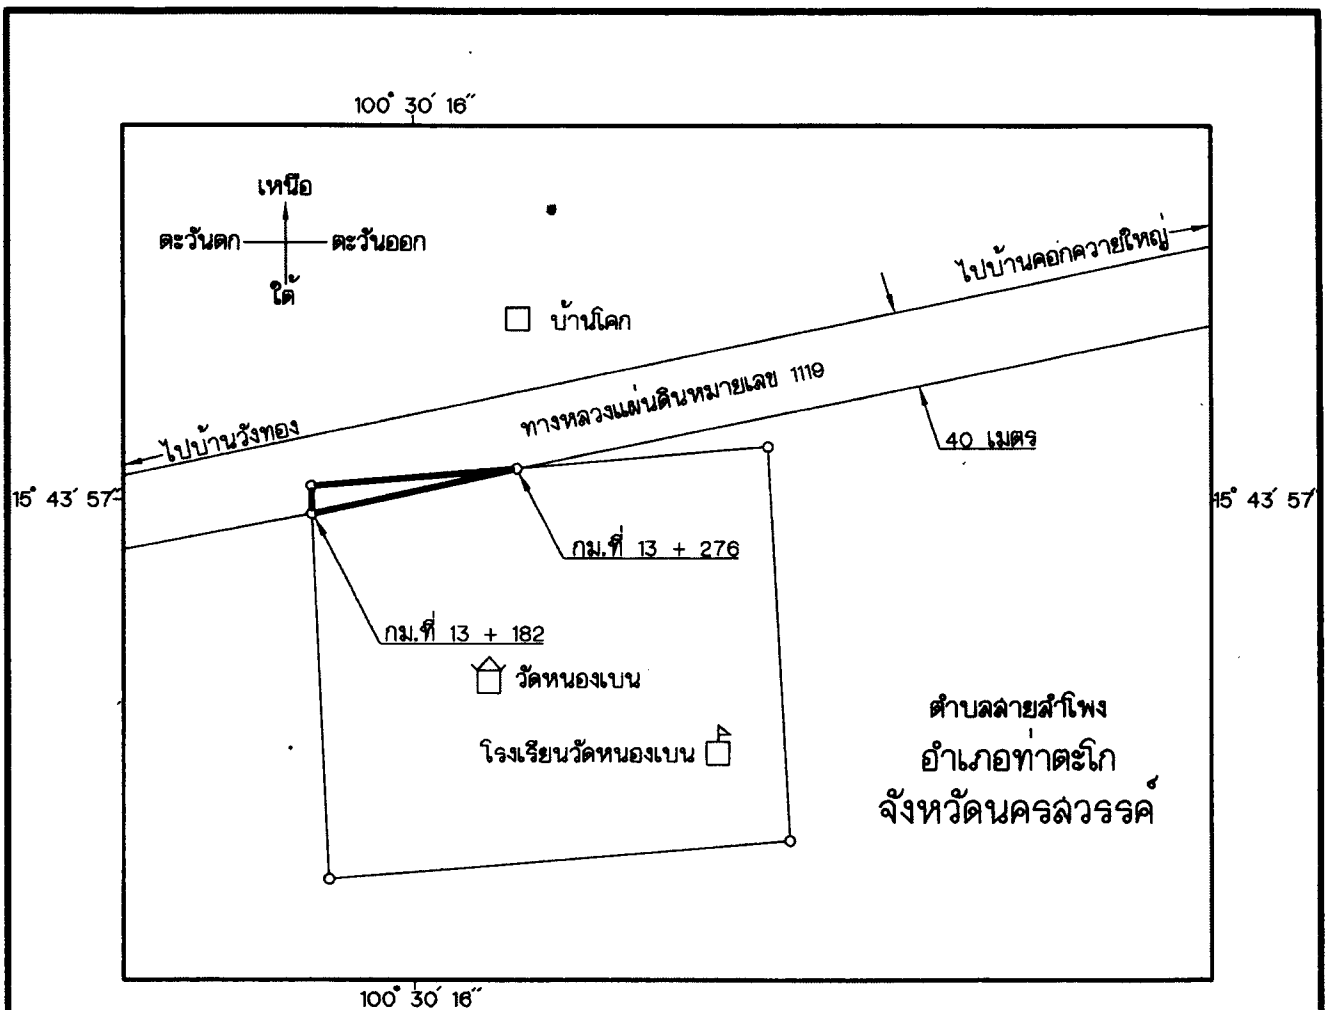 100° 30′ 16″
เหนือ
ตะวันตก
ตะวันออก
ใต้
ไปบ้านคอกควายใหญ่
บ้านโคก
ทางหลวงแผ่นดินหมายเลข 1119
ไปบ้านวังทอง
40 เมตร
15° 43′ 57″
15° 43′ 57″
กม.ที่ 13 + 276
กม.ที่ 13 + 182
วัดหนองเบน
โรงเรียนวัดหนองเบน
ตำบลสายลำโพง
อำเภอท่าตะโก
จังหวัดนครสวรรค์
100° 30′ 16″